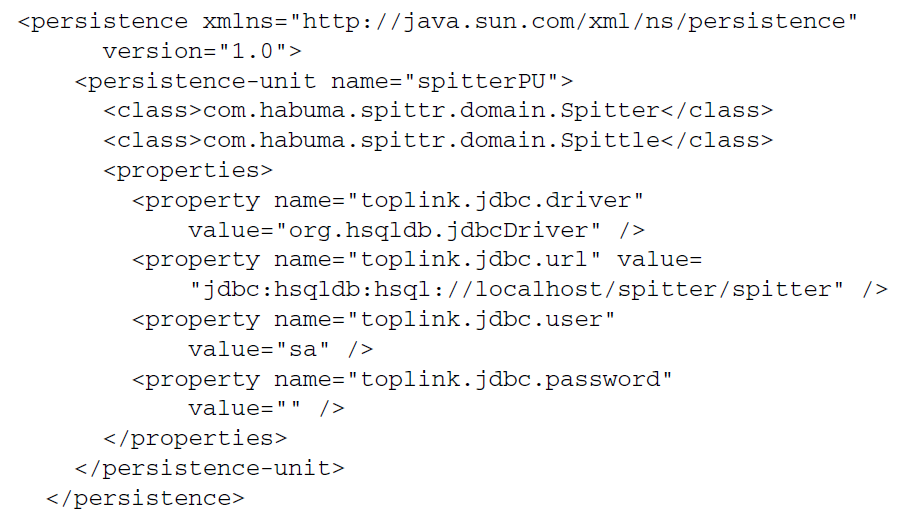 <persistence xmlns="http://java.sun.com/xml/ns/persistence"
version="1.0">
<persistence-unit name="spitterPU">
<class>com.habuma.spittr.domain.Spitter</class>
<class>com.habuma.spittr.domain.Spittle</class>
<properties>
<property name="toplink.jdbc.driver"
value="org.hsqldb.jdbcDriver" />
<property name="toplink.jdbc.url" value=
"jdbc:hsqldb:hsql://localhost/spitter/spitter" />
<property name="toplink.jdbc.user"
value="sa" />
<property name="toplink.jdbc.password"
value="" />
</properties>
</persistence-unit>
</persistence>